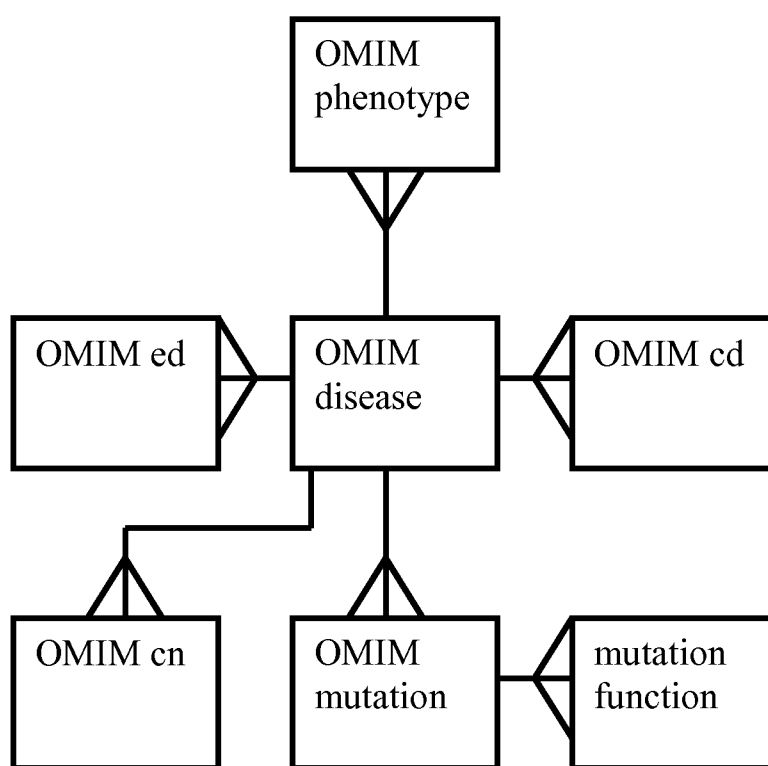 OMIM
phenotype
OMIM ed
OMIM
disease
OMIM cd
OMIM cn
OMIM
mutation
mutation
function